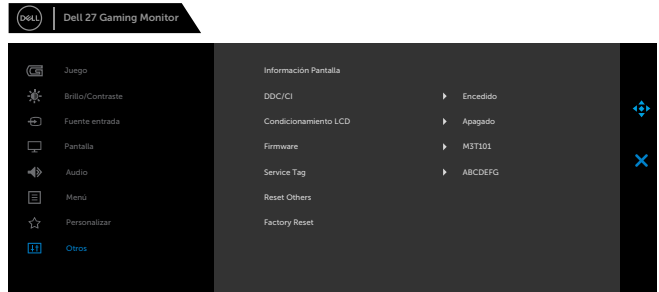 DELL
Dell 27 Gaming Monitor
Juego
Información Pantalla
Brillo/Contraste
DDC/CI
Encedido
Fuente entrada
Condicionamiento LCD
Apagado
Pantalla
Firmware
M3T101
Audio
Service Tag
ABCDEFG
Menú
Reset Others
Personalizar
Factory Reset
Otros